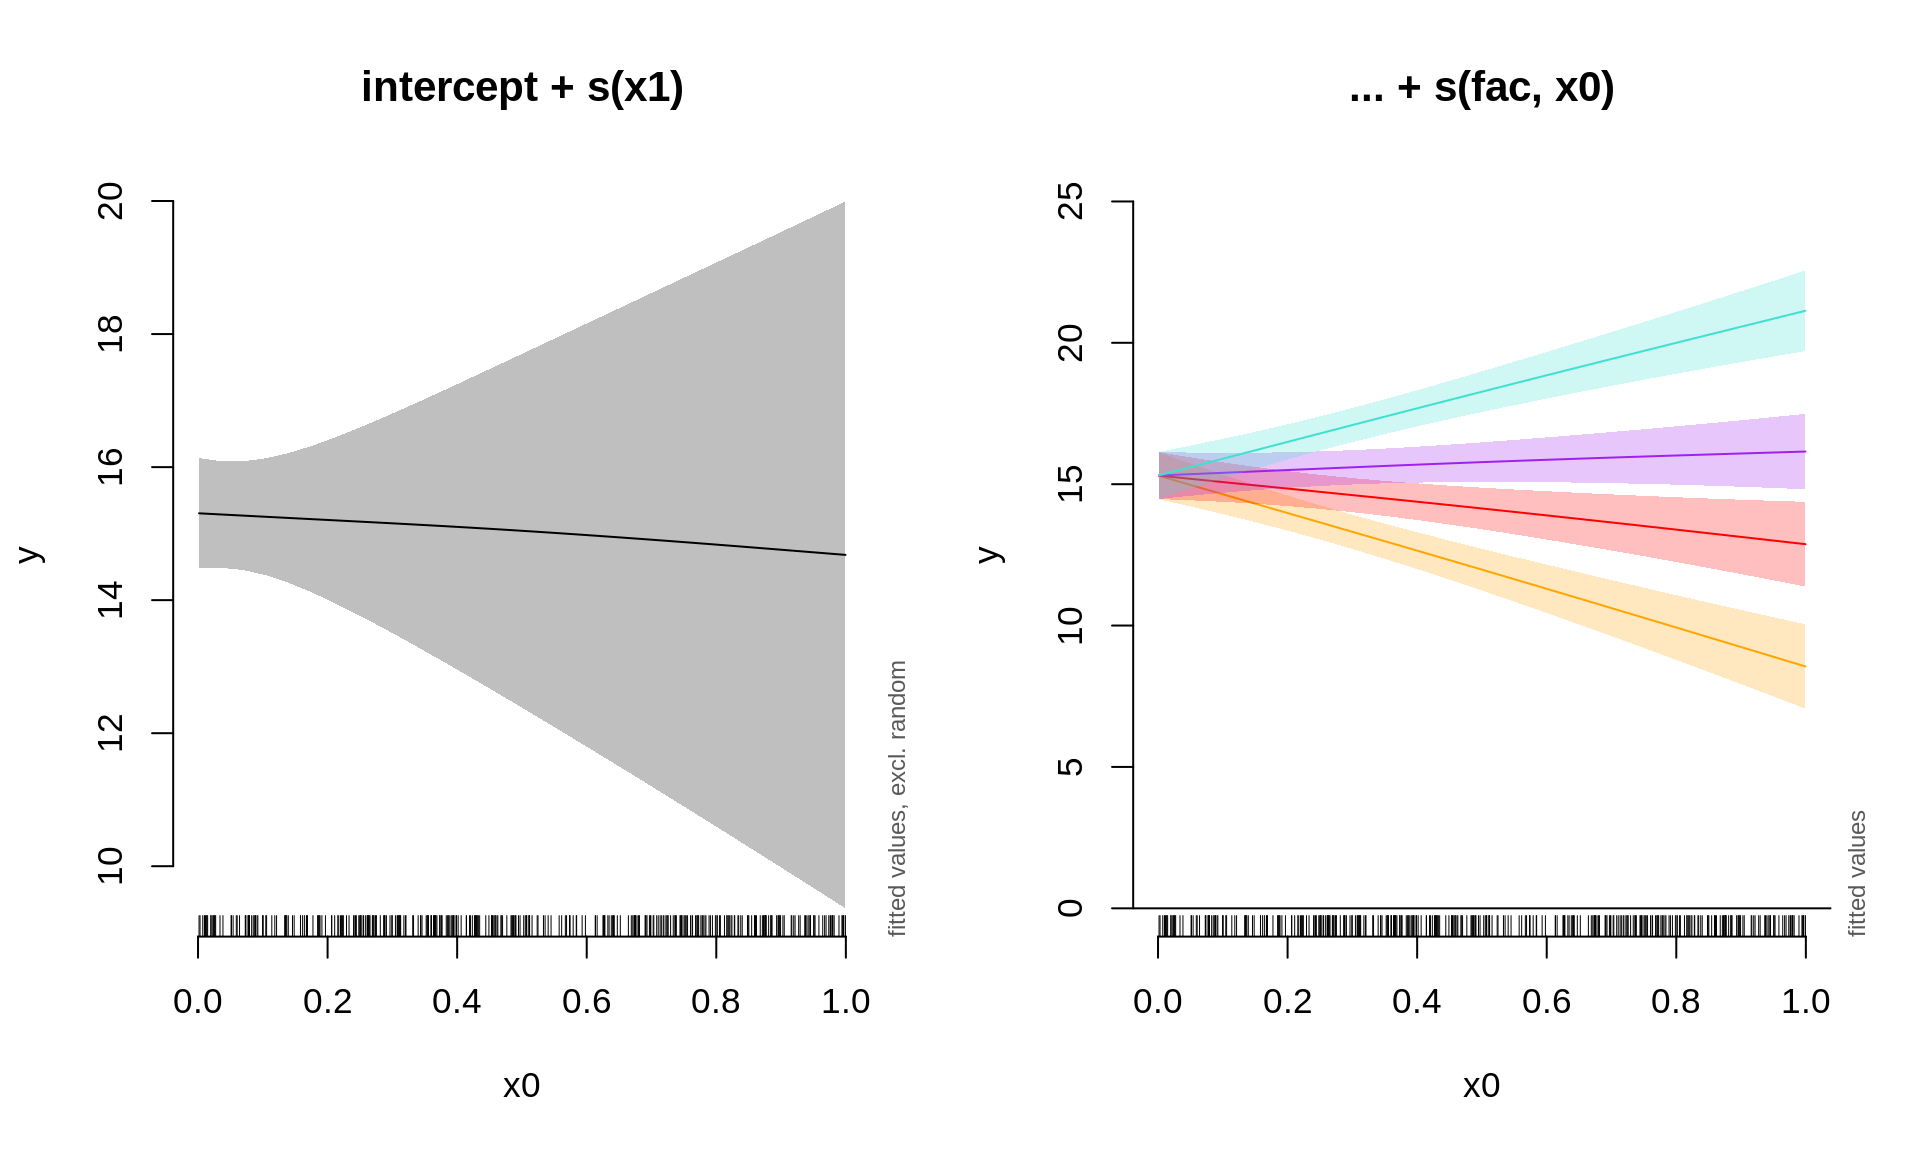 intercept + s(x1)
y
20
18
16
14
12
10
0.0 0.2 0.4 0.6 0.8 1.0
x0
fitted values, excl. random
... + s(fac, x0)
y
25
20
15
10
5
0
0.0 0.2 0.4 0.6 0.8 1.0
x0
fitted values